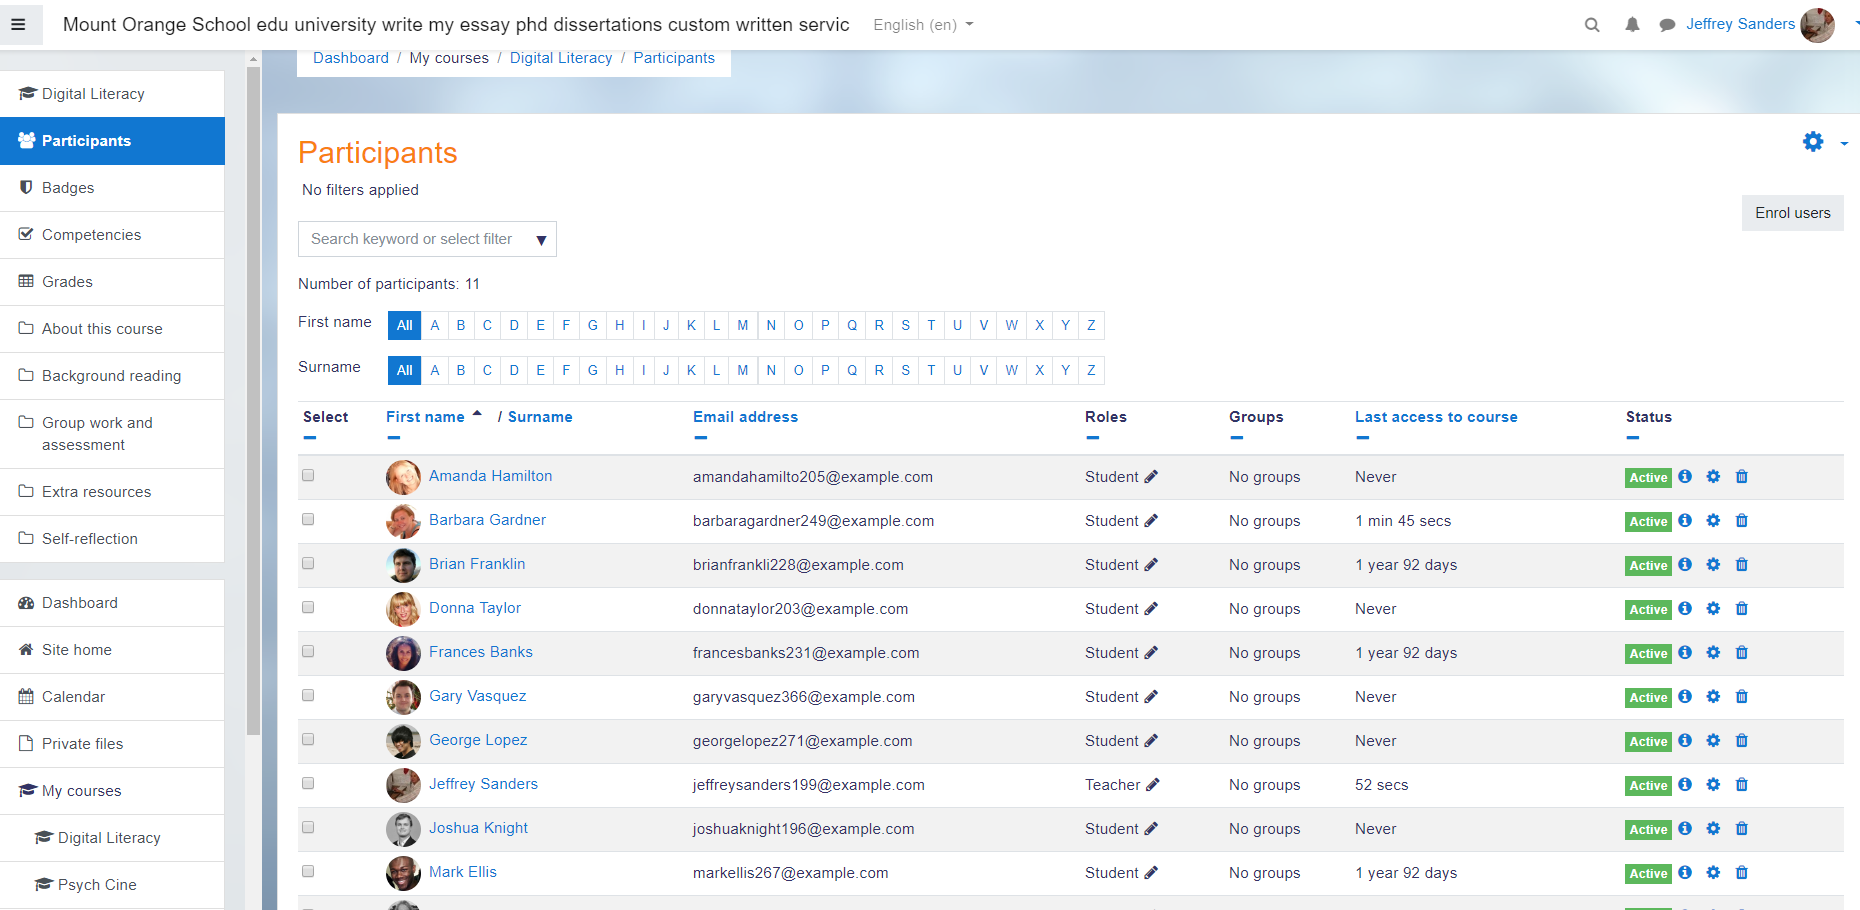 Mount Orange School edu university write my essay phd dissertations custom written servic English (en) Jeffrey Sanders
Dashboard / My courses / Digital Literacy / Participants
Digital Literacy
Participants
Badges
Competencies
Grades
About this course
Background reading
Group work and
assessment
Extra resources
Self-reflection
Dashboard
Site home
Calendar
Private files
My courses
Digital Literacy
Psych Cine
Participants
No filters applied
Enrol users
Search keyword or select filter ▼
Number of participants: 11
First name All A B C D E F G H I J K L M N O P Q R S T U V W X Y Z
Surname All A B C D E F G H I J K L M N O P Q R S T U V W X Y Z
Select First name / Surname Email address Roles Groups Last access to course Status
Amanda Hamilton amandahamilto205@example.com Student No groups Never Active
Barbara Gardner barbaragardner249@example.com Student No groups 1 min 45 secs Active
Brian Franklin brianfrankli228@example.com Student No groups 1 year 92 days Active
Donna Taylor donnataylor203@example.com Student No groups Never Active
Frances Banks francesbanks231@example.com Student No groups 1 year 92 days Active
Gary Vasquez garyvasquez366@example.com Student No groups Never Active
George Lopez georgelopez271@example.com Student No groups Never Active
Jeffrey Sanders jeffreysanders199@example.com Teacher No groups 52 secs Active
Joshua Knight joshuaknight196@example.com Student No groups Never Active
Mark Ellis markellis267@example.com Student No groups 1 year 92 days Active